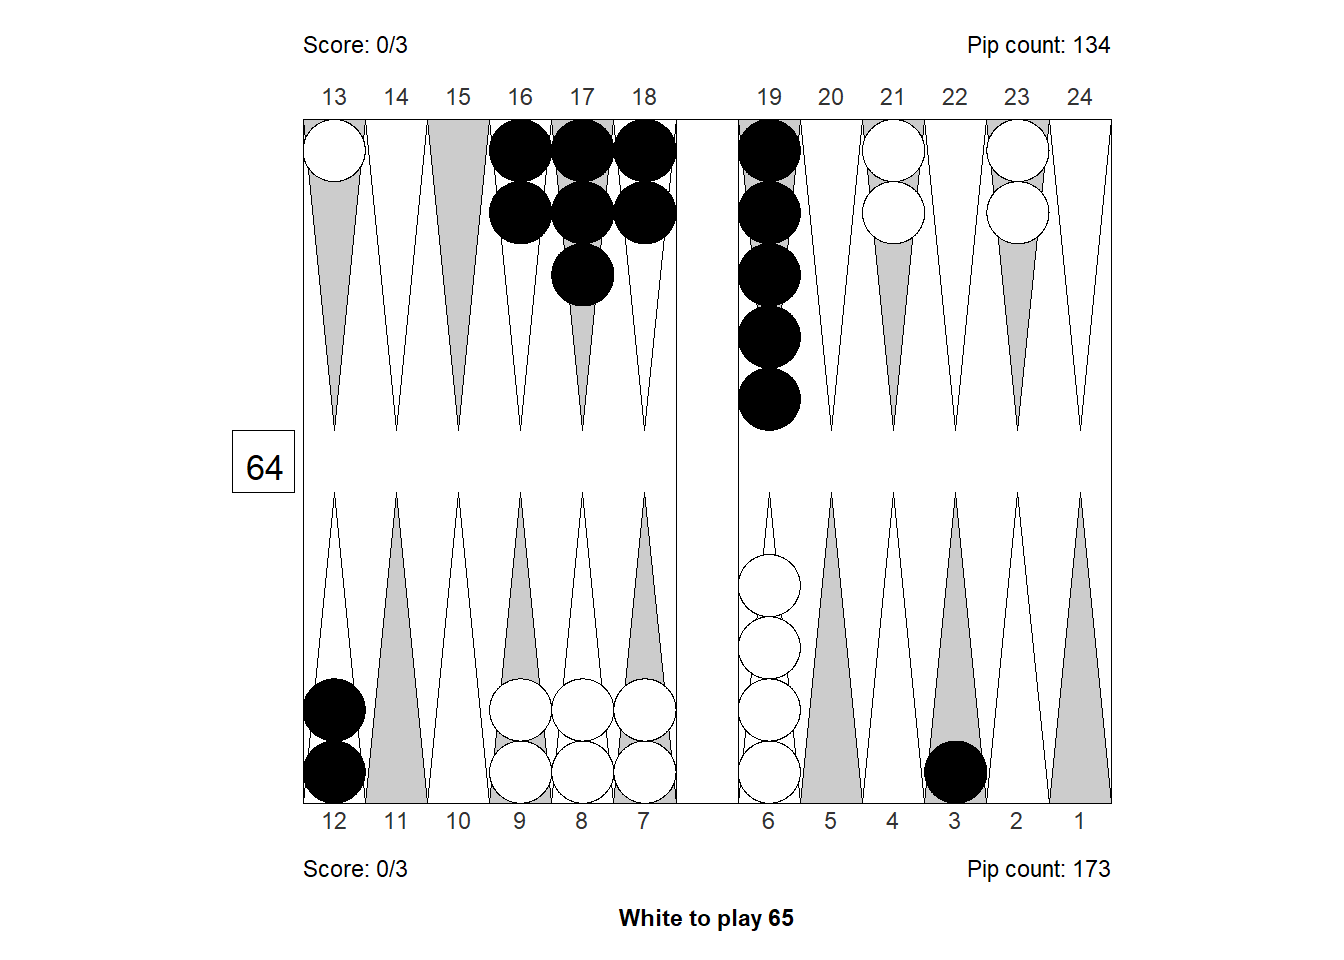 Score: 0/3 Pip count: 134
13 14 15 16 17 18 19 20 21 22 23 24
64
12 11 10 9 8 7 6 5 4 3 2 1
Score: 0/3 Pip count: 173
White to play 65